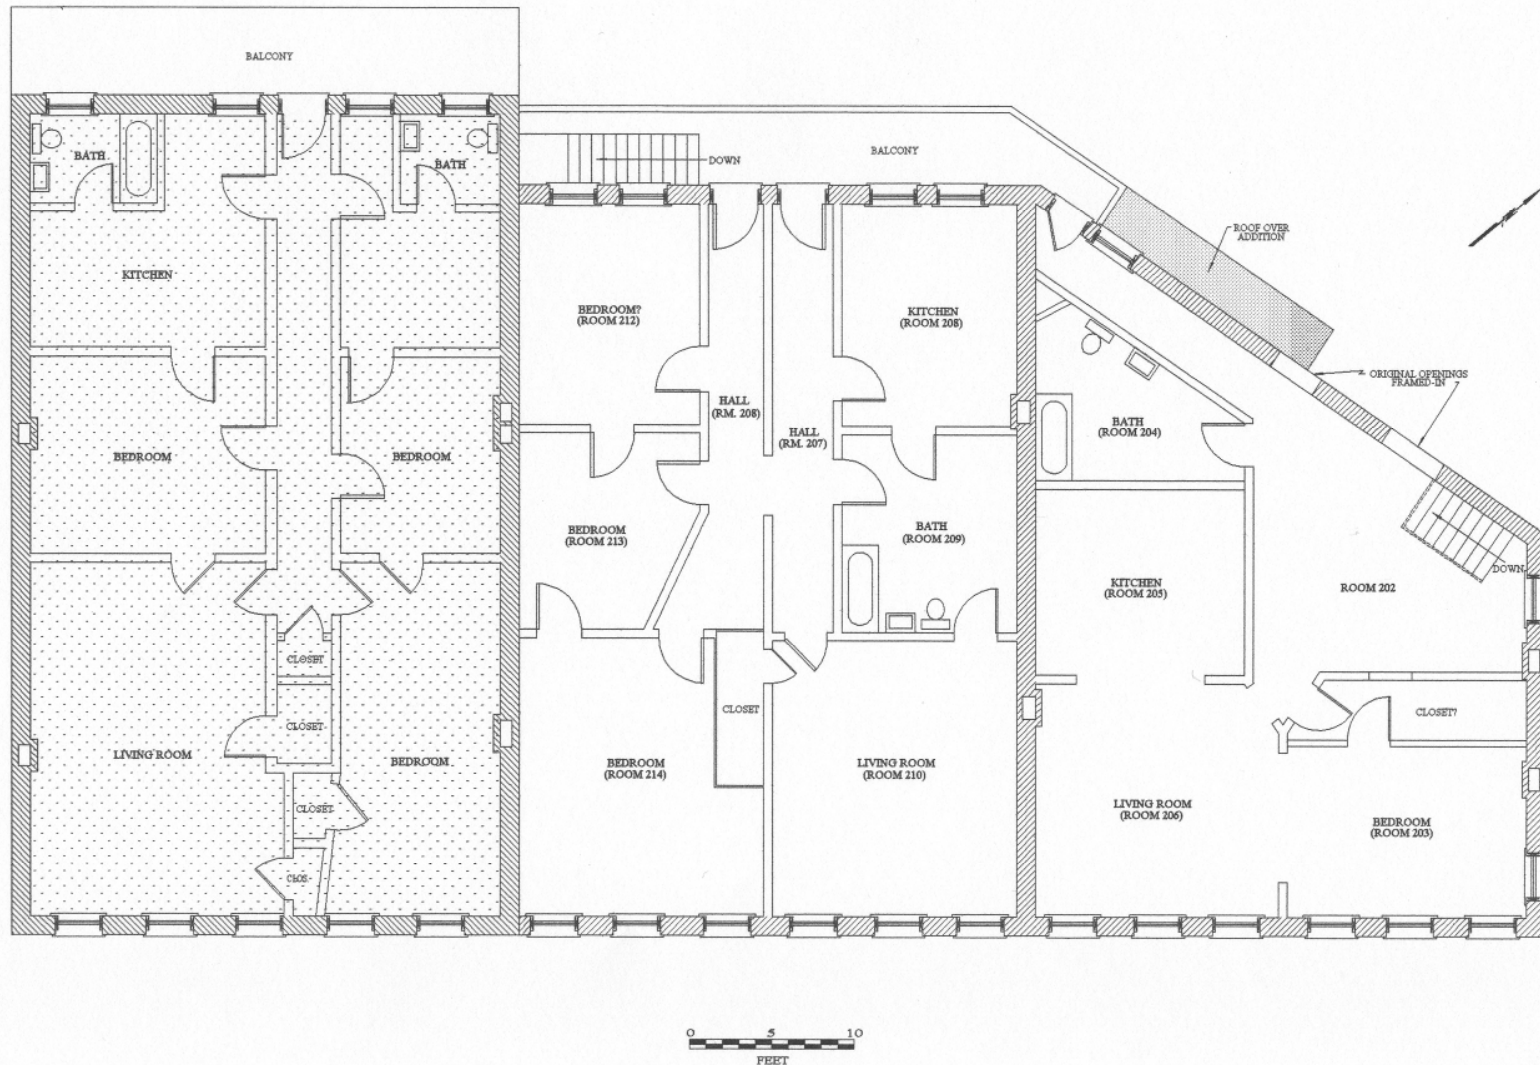 BALCONY
BATH
BATH
KITCHEN
BEDROOM
BEDROOM
LIVING ROOM
CLOSET
CLOSET
BEDROOM
CLOSET
CLOS.
DOWN
BALCONY
BEDROOM?
(ROOM 212)
HALL
(RM. 208)
HALL
(RM. 207)
KITCHEN
(ROOM 208)
BEDROOM
(ROOM 213)
BATH
(ROOM 209)
BEDROOM
(ROOM 214)
CLOSET
LIVING ROOM
(ROOM 210)
ROOF OVER
ADDITION
ORIGINAL OPENINGS
FRAMED-IN
BATH
(ROOM 204)
KITCHEN
(ROOM 205)
ROOM 202
DOWN
CLOSET?
LIVING ROOM
(ROOM 206)
BEDROOM
(ROOM 203)
0 5 10
FEET